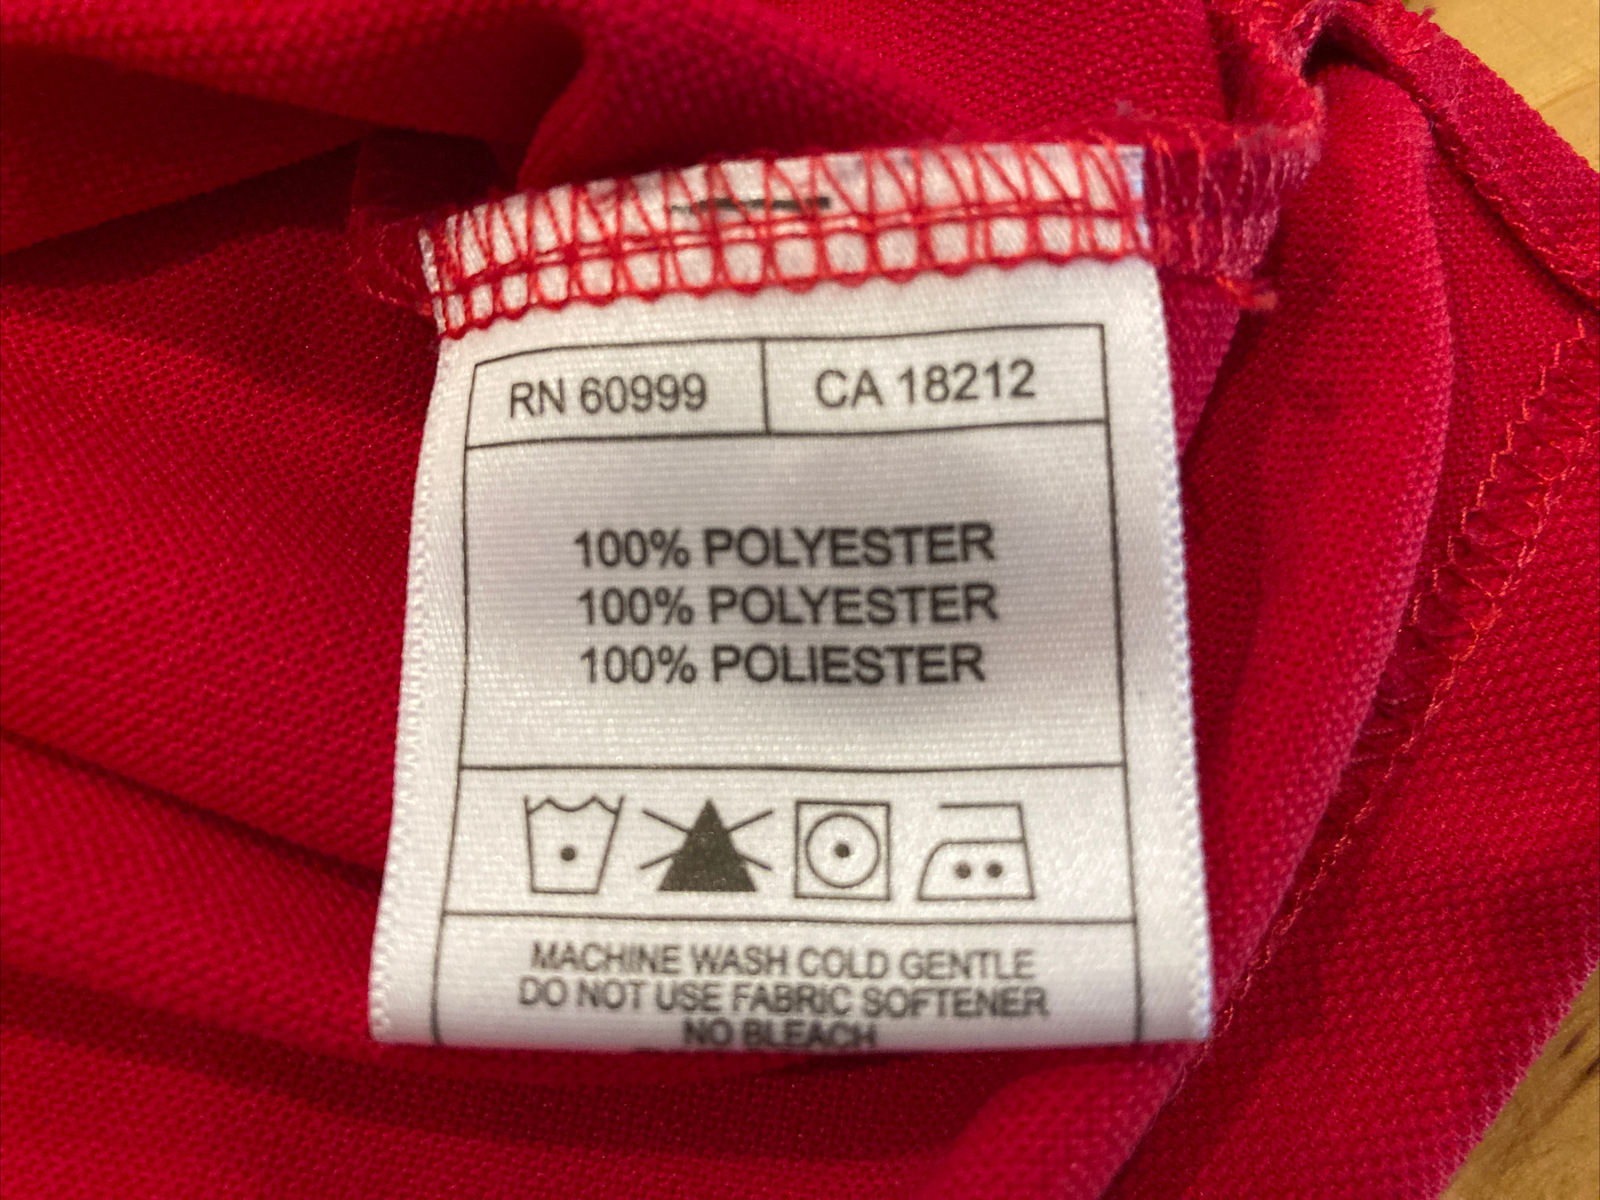 RN 60999 CA 18212
100% POLYESTER
100% POLYESTER
100% POLIESTER
MACHINE WASH COLD GENTLE
DO NOT USE FABRIC SOFTENER
NO BLEACH